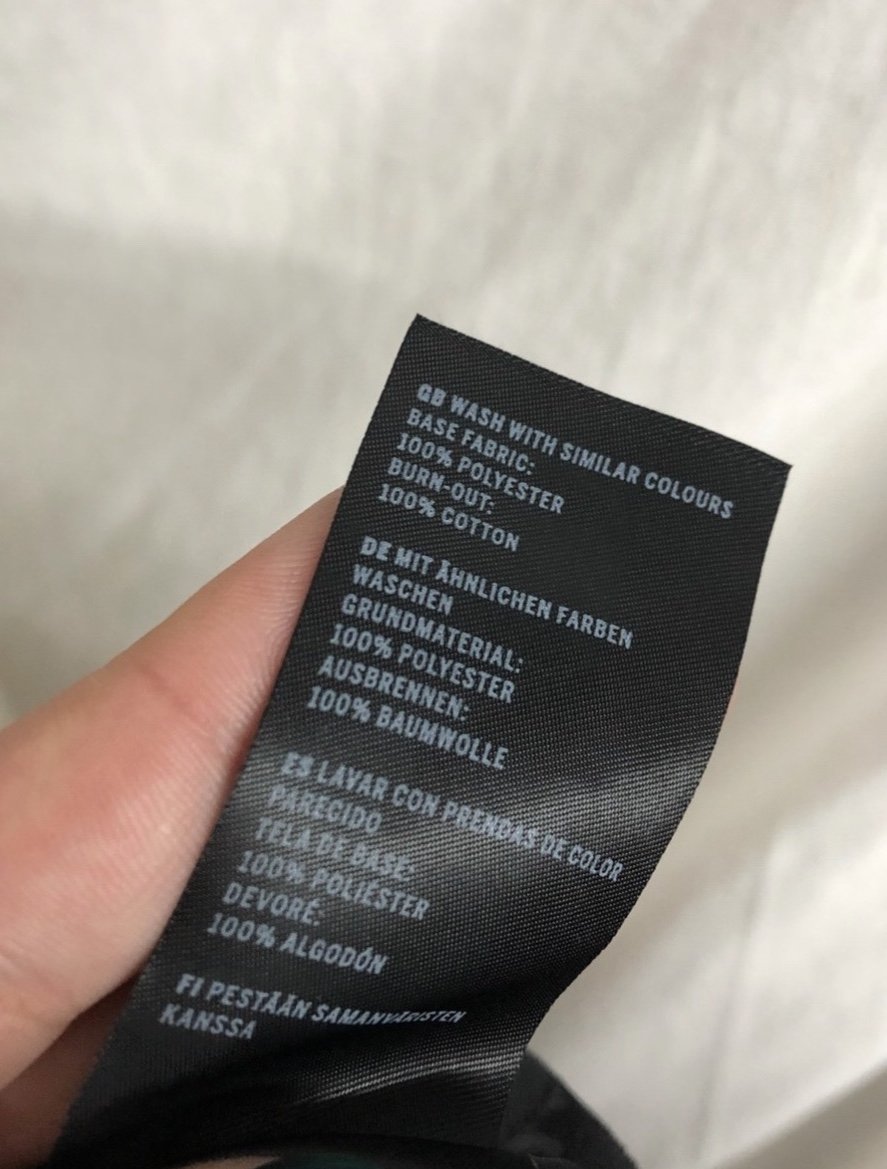 GB WASH WITH SIMILAR COLOURS
BASE FABRIC:
100% POLYESTER
BURN-OUT:
100% COTTON
DE MIT ÄHNLICHEN FARBEN
WASCHEN
GRUNDMATERIAL:
100% POLYESTER
AUSBRENNEN:
100% BAUMWOLLE
ES LAVAR CON PRENDAS DE COLOR
PARECIDO
TELA DE BASE:
100% POLIÉSTER
DEVORÉ:
100% ALGODÓN
FI PESTÄÄN SAMANVÄRISTEN
KANSSA